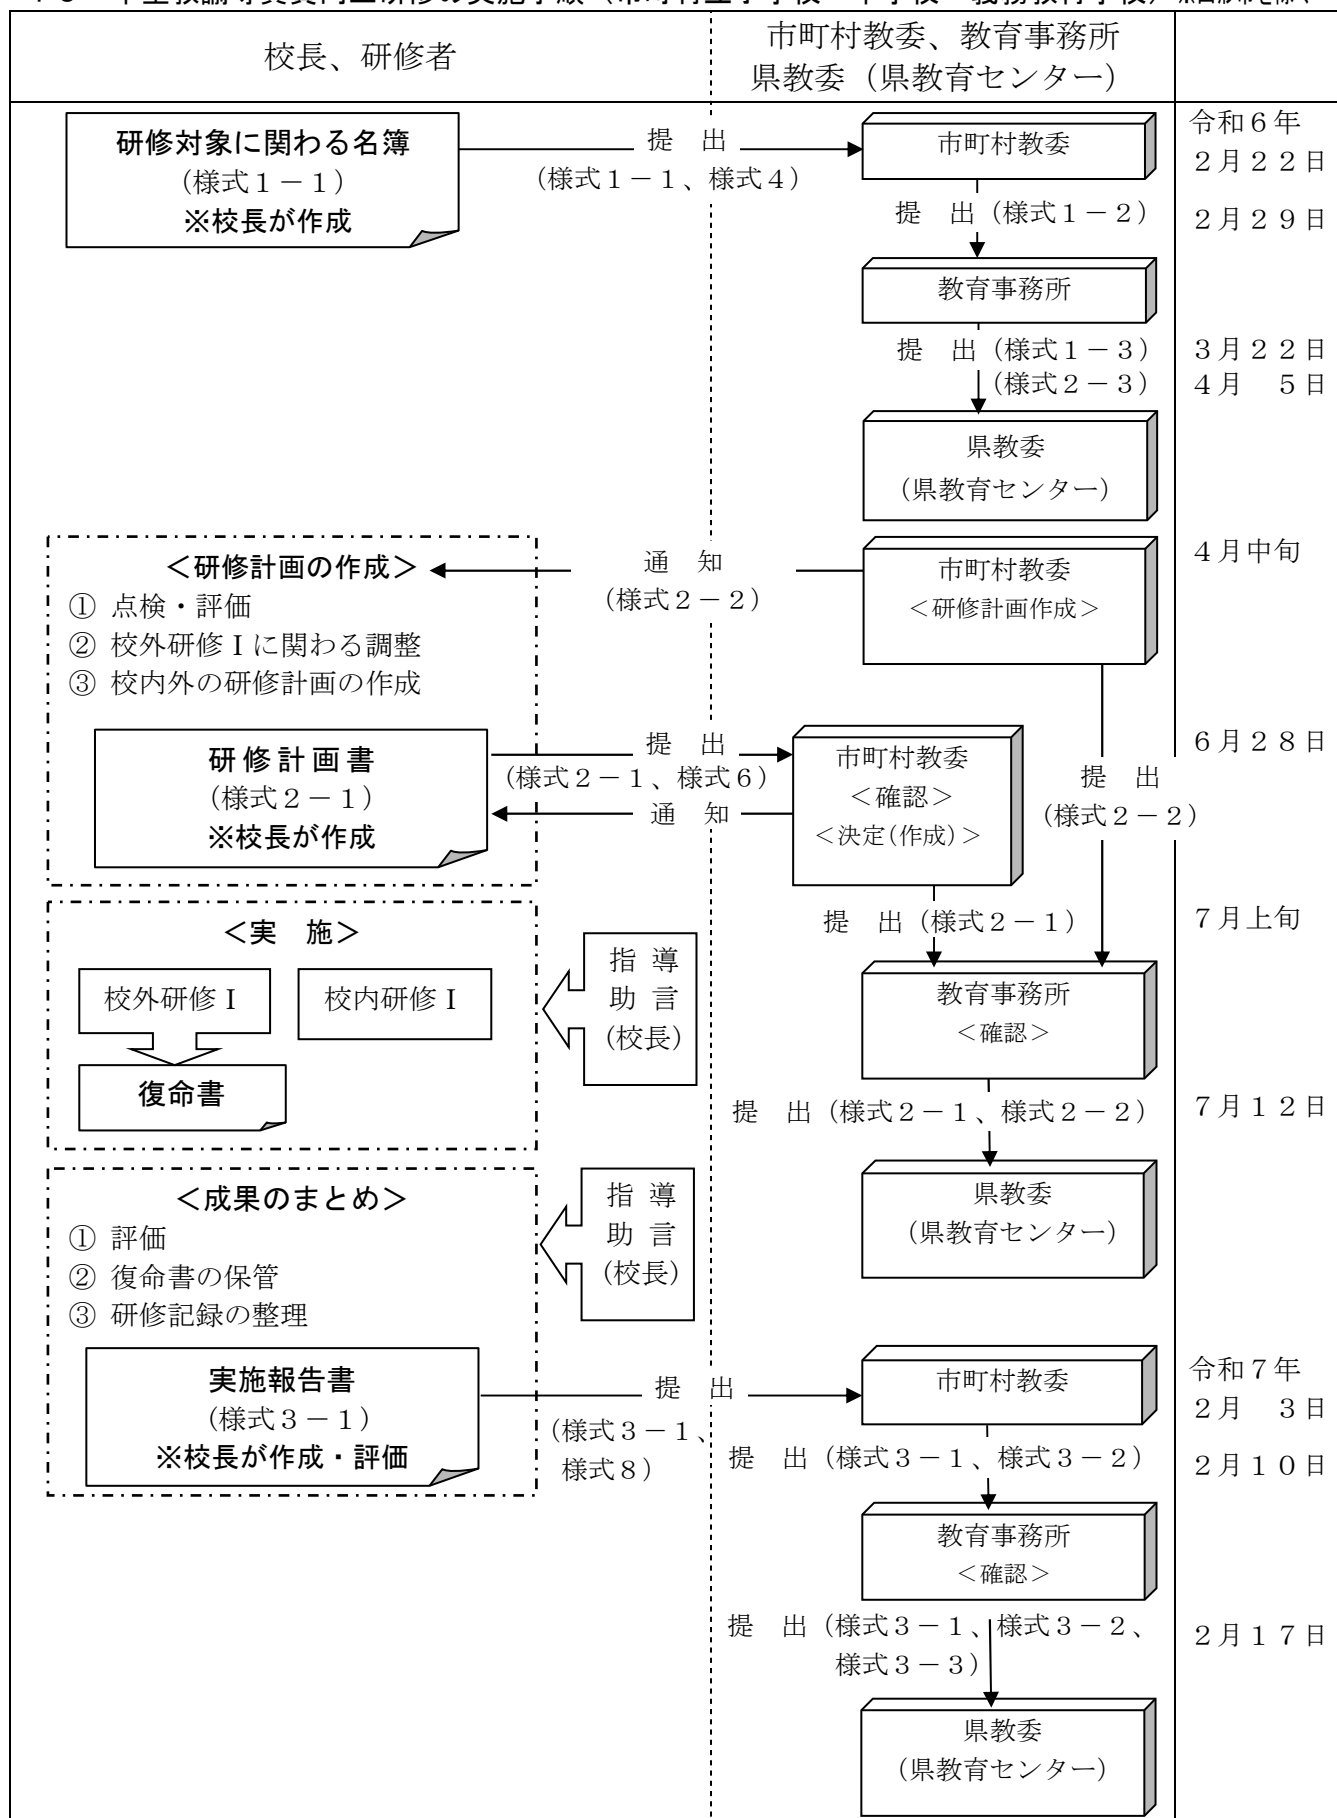 校長、研修者
市町村教委、教育事務所
県教委（県教育センター）
研修対象に関わる名簿
（様式１－１）
※校長が作成
提　出
（様式１－１、様式４）
市町村教委
令和６年
２月２２日
提　出（様式１－２）
２月２９日
教育事務所
提　出（様式１－３）
３月２２日
（様式２－３）
４月　５日
県教委
（県教育センター）
＜研修計画の作成＞
① 点検・評価
② 校外研修Ⅰに関わる調整
③ 校内外の研修計画の作成
通　知
（様式２－２）
市町村教委
＜研修計画作成＞
４月中旬
研修計画書
（様式２－１）
※校長が作成
提　出
（様式２－１、様式６）
通　知
市町村教委
＜確認＞
＜決定（作成）＞
提　出
（様式２－２）
６月２８日
提　出（様式２－１）
７月上旬
＜実　施＞
校外研修Ⅰ
校内研修Ⅰ
復命書
指　導
助　言
（校長）
教育事務所
＜確認＞
提　出（様式２－１、様式２－２）
７月１２日
県教委
（県教育センター）
＜成果のまとめ＞
① 評価
② 復命書の保管
③ 研修記録の整理
指　導
助　言
（校長）
実施報告書
（様式３－１）
※校長が作成・評価
提　出
（様式３－１、
様式８）
市町村教委
令和７年
２月　３日
提　出（様式３－１、様式３－２）
２月１０日
教育事務所
＜確認＞
提　出（様式３－１、様式３－２、
様式３－３）
２月１７日
県教委
（県教育センター）